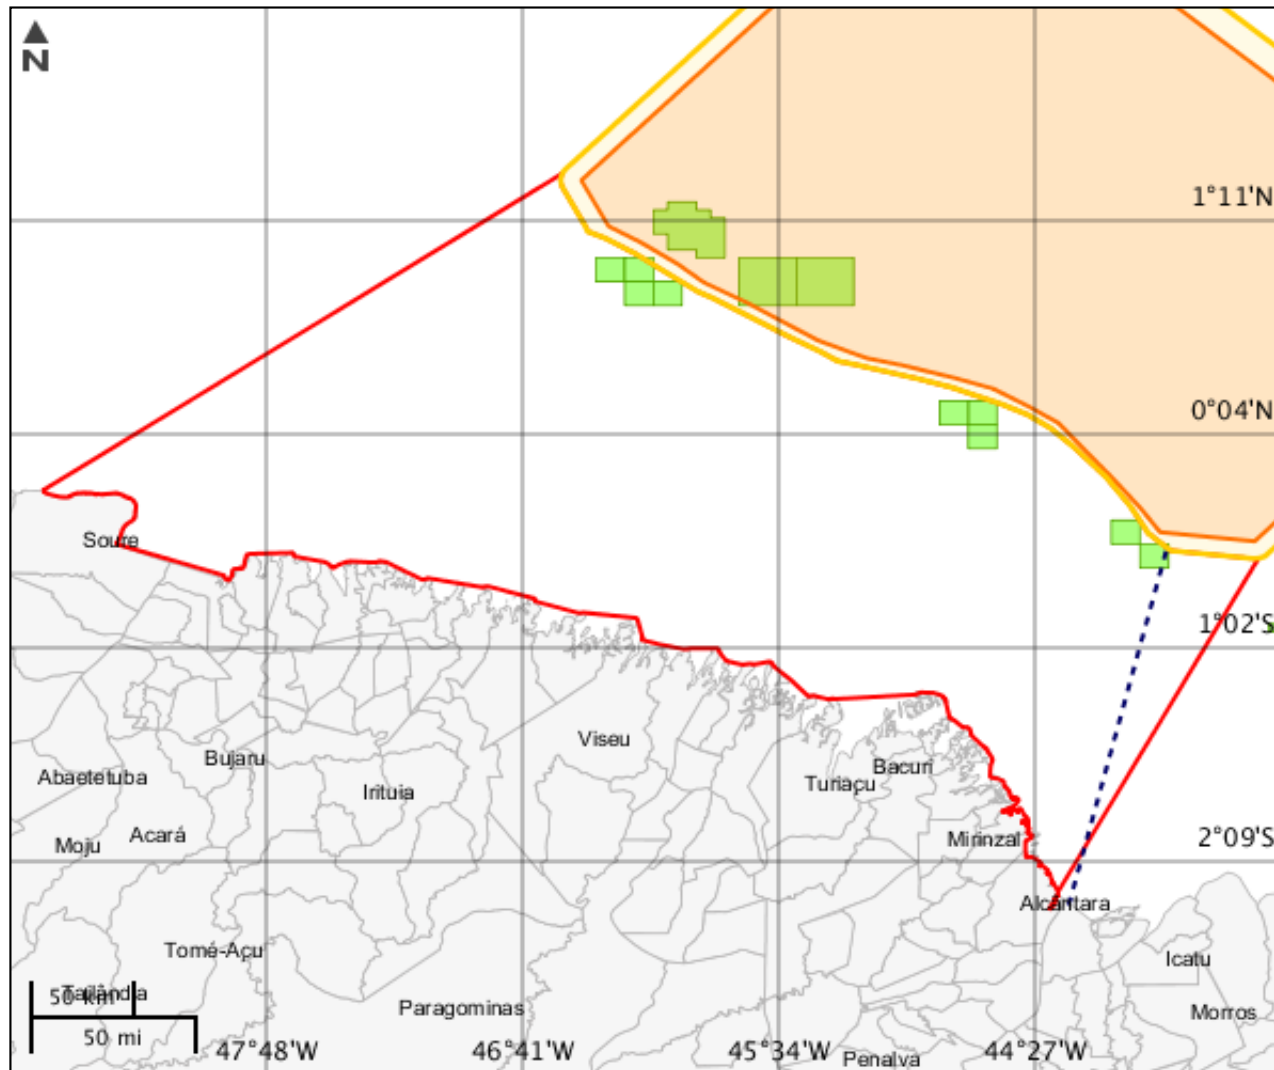 N
1°11'N
0°04'N
Soure
1°02'S
Viseu
Bujaru
Bacuri
Abaetetuba
Turiaçu
Irituia
Acará
Mirinzal
Moju
2°09'S
Alcântara
Tomé-Açu
Icatu
Tailândia
50 km
Paragominas
Morros
50 mi
47°48'W
46°41'W
45°34'W
44°27'W
Penalva